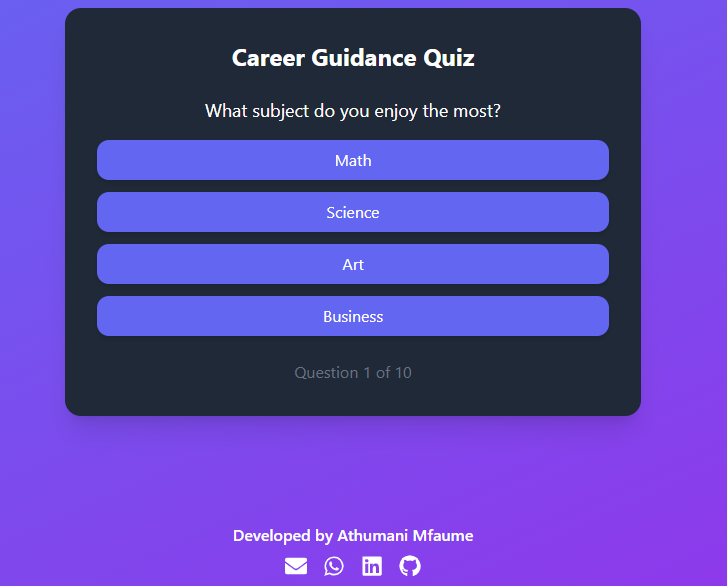 Career Guidance Quiz
What subject do you enjoy the most?
Math
Science
Art
Business
Question 1 of 10
Developed by Athumani Mfaume